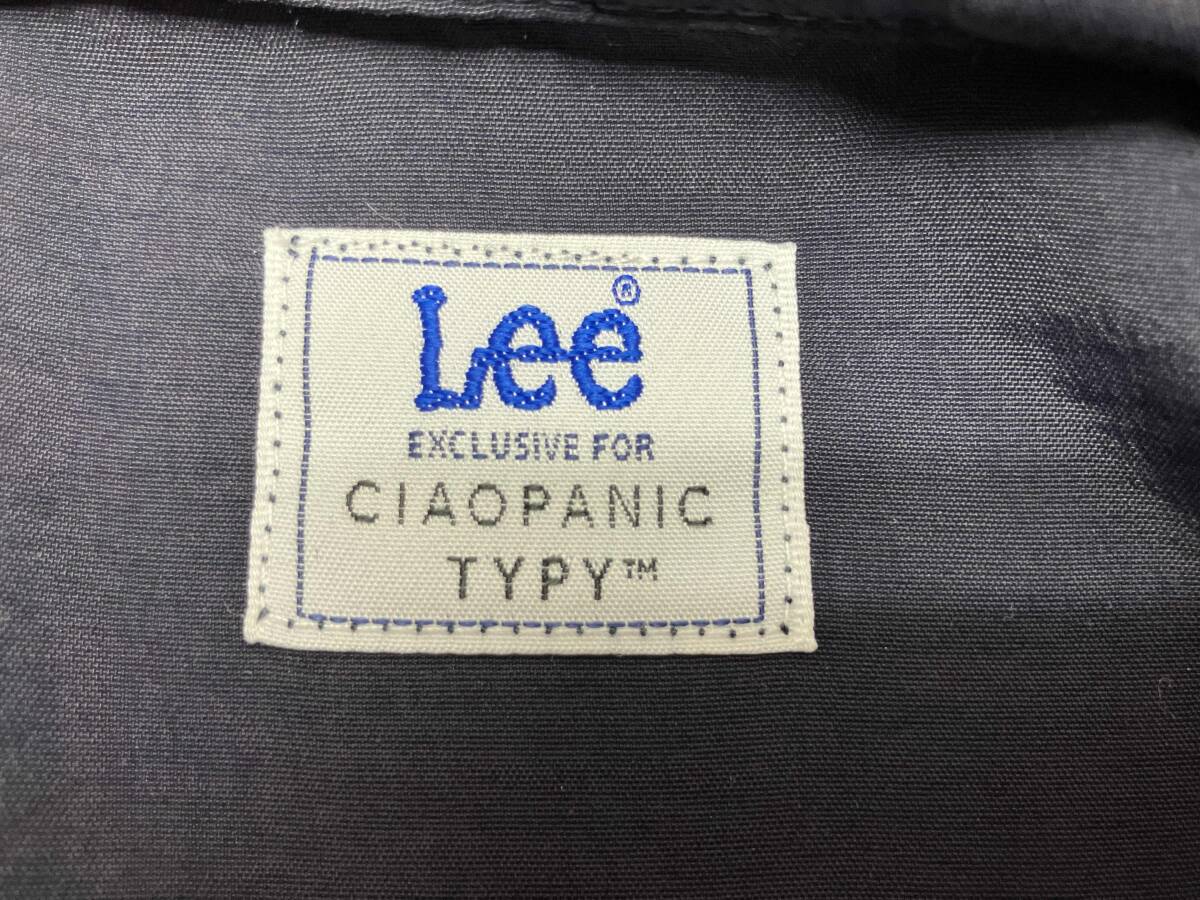 Lee®
EXCLUSIVE FOR
CIAOPANIC
TYPY™